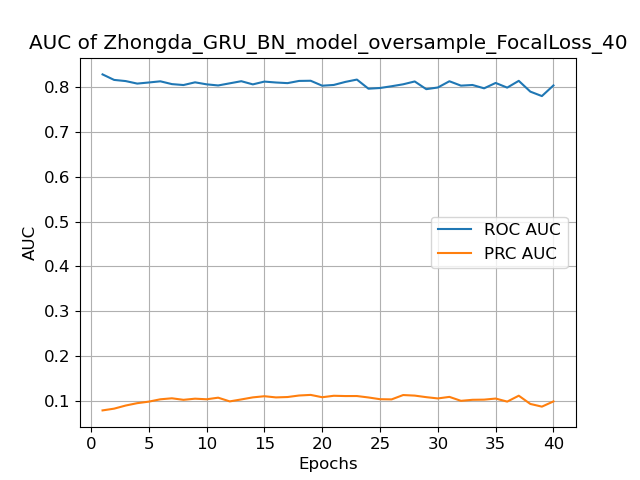 AUC of Zhongda_GRU_BN_model_oversample_FocalLoss_40
0.8
0.7
0.6
0.5
0.4
0.3
0.2
0.1
AUC
ROC AUC
PRC AUC
0 5 10 15 20 25 30 35 40
Epochs